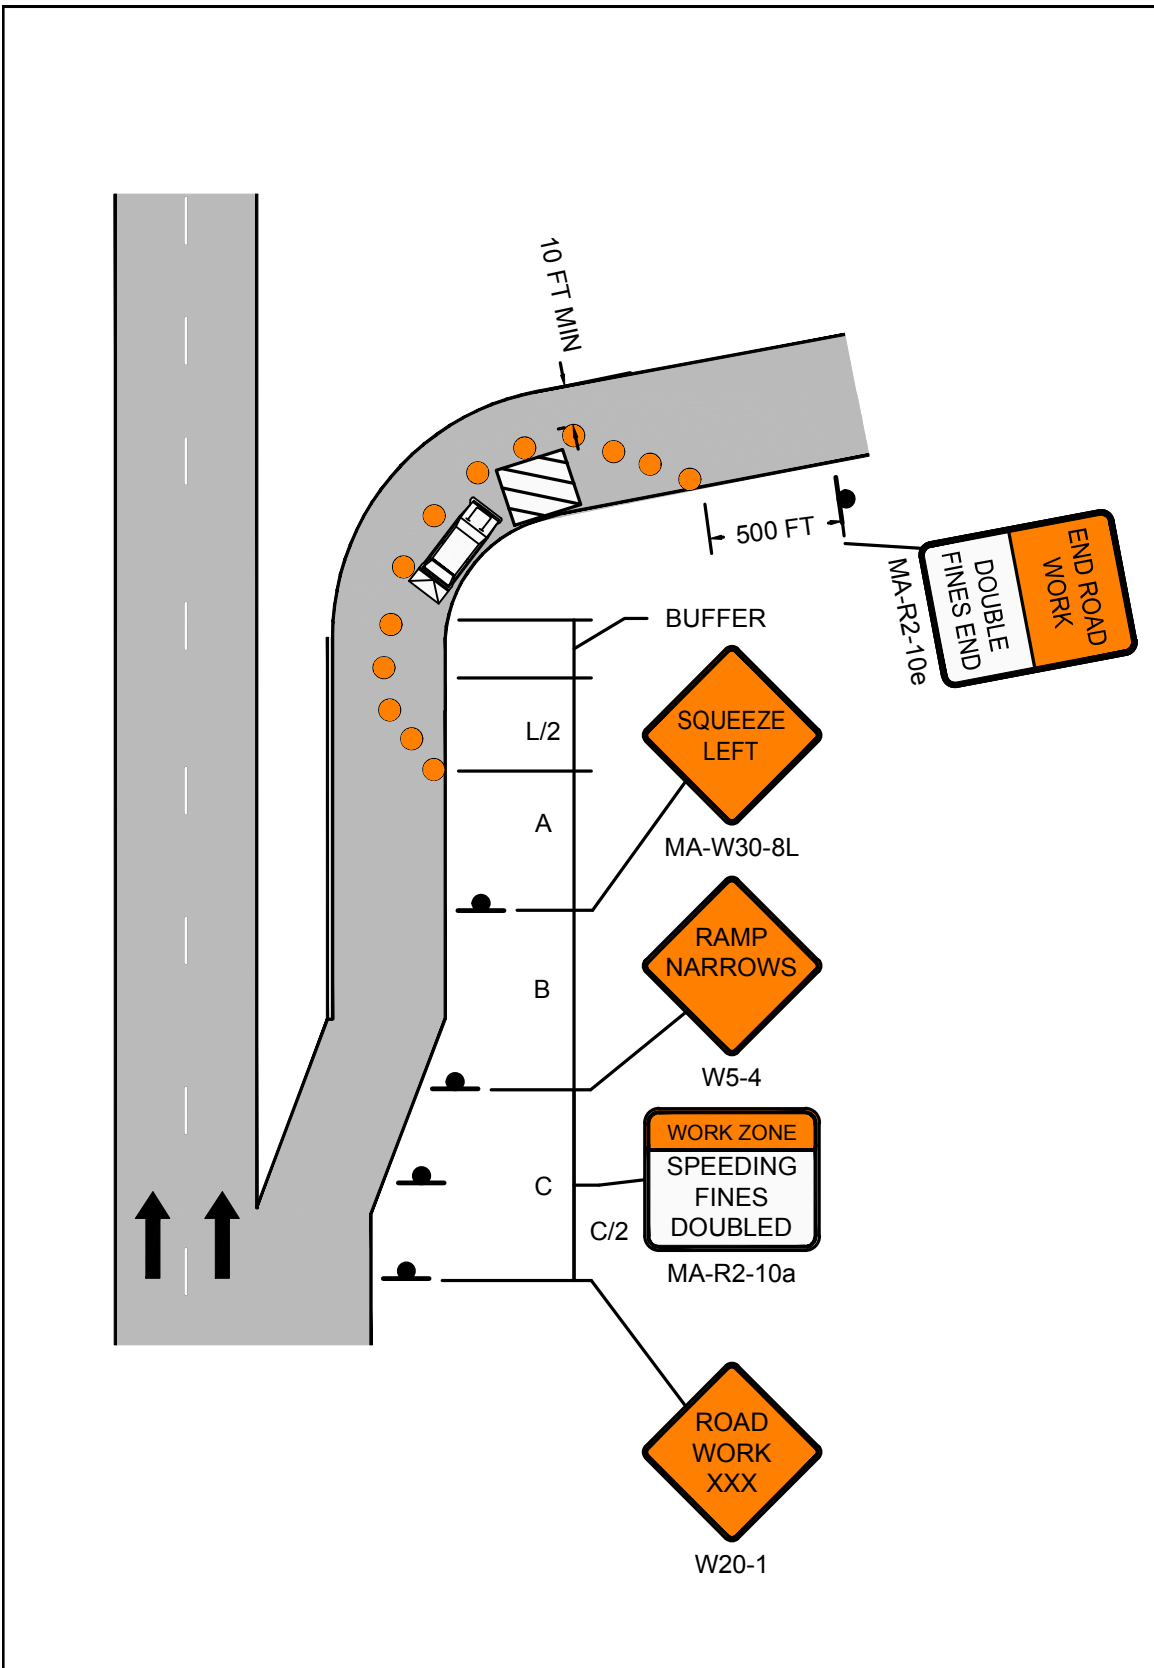 10 FT MIN
500 FT
END ROAD
WORK
DOUBLE
FINES END
MA-R2-10e
BUFFER
L/2
SQUEEZE
LEFT
MA-W30-8L
A
RAMP
NARROWS
W5-4
B
WORK ZONE
SPEEDING
FINES
DOUBLED
MA-R2-10a
C
C/2
ROAD
WORK
XXX
W20-1